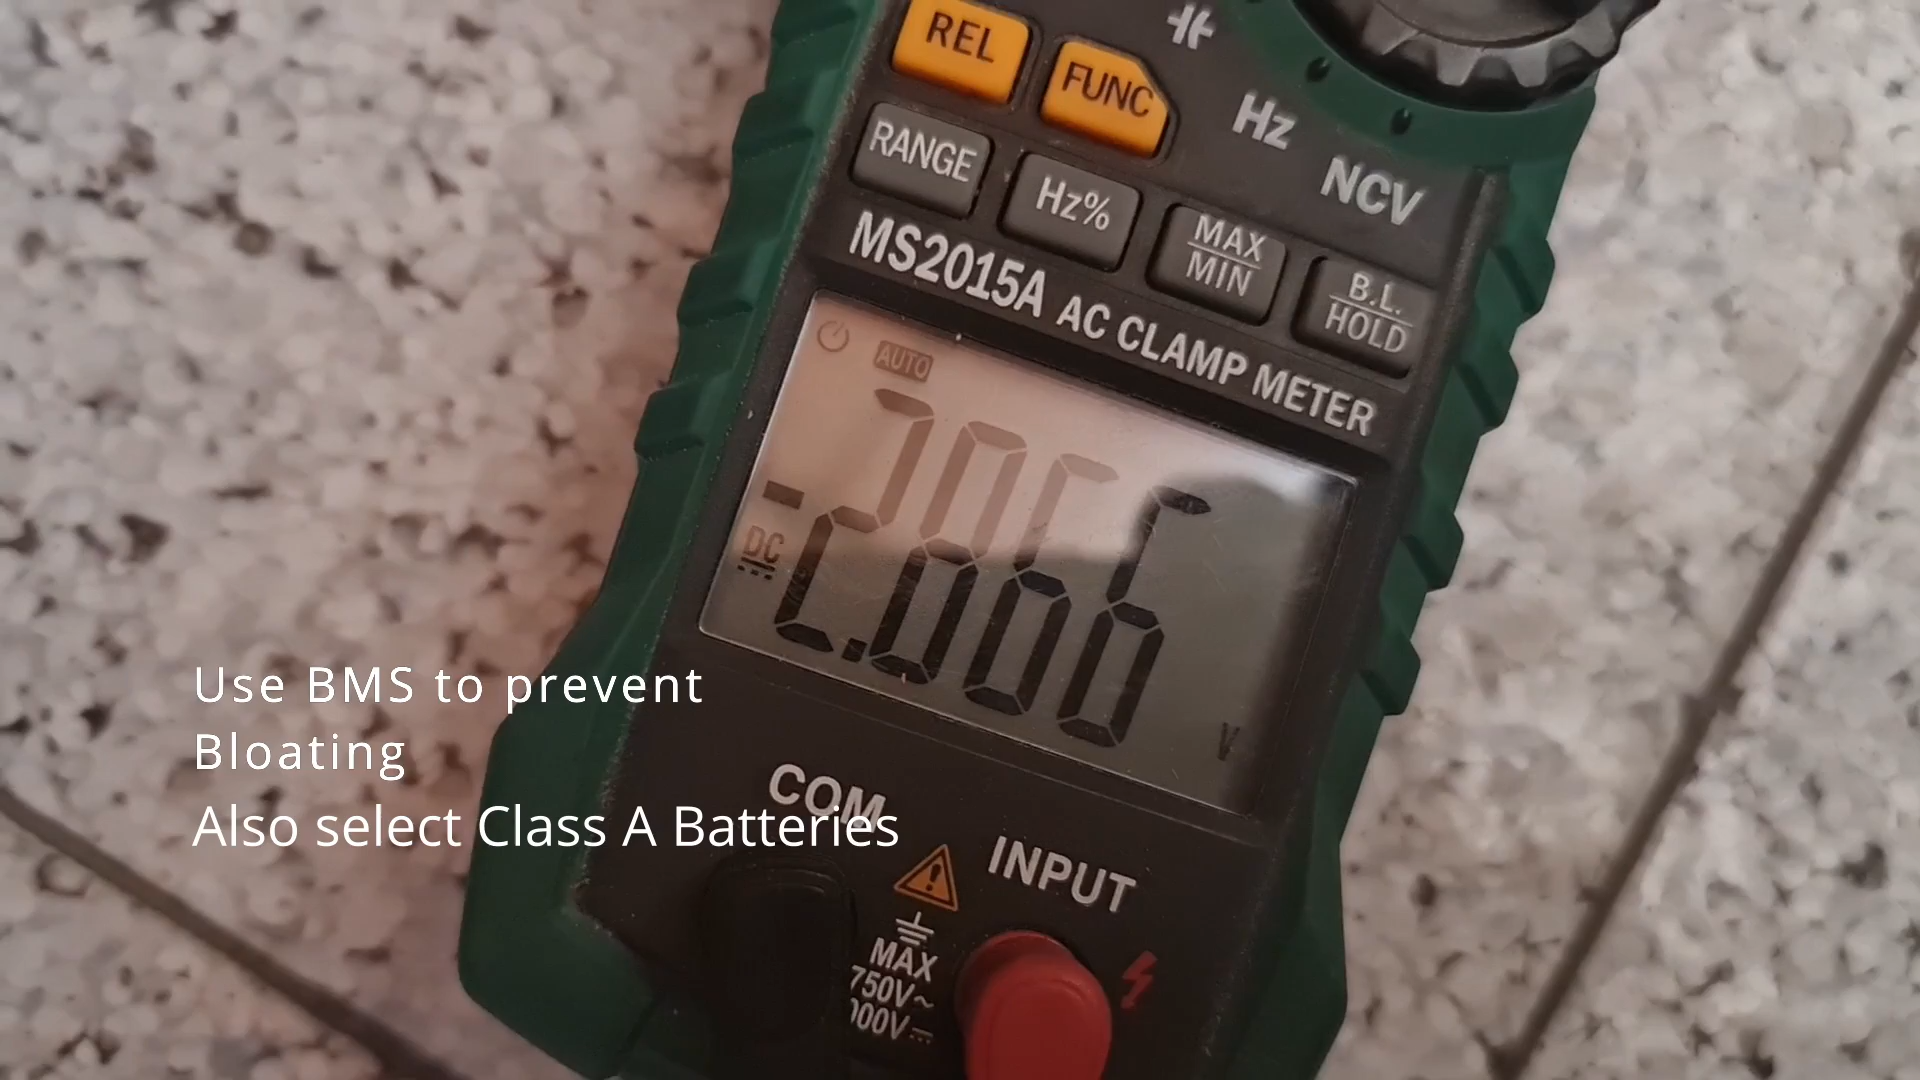 REL
FUNC
Hz
NCV
RANGE
Hz%
MAX
MIN
B.L.
HOLD
MS2015A AC CLAMP METER
AUTO
-2.866
DC
V
Use BMS to prevent
Bloating
Also select Class A Batteries
COM
INPUT
MAX
750V~